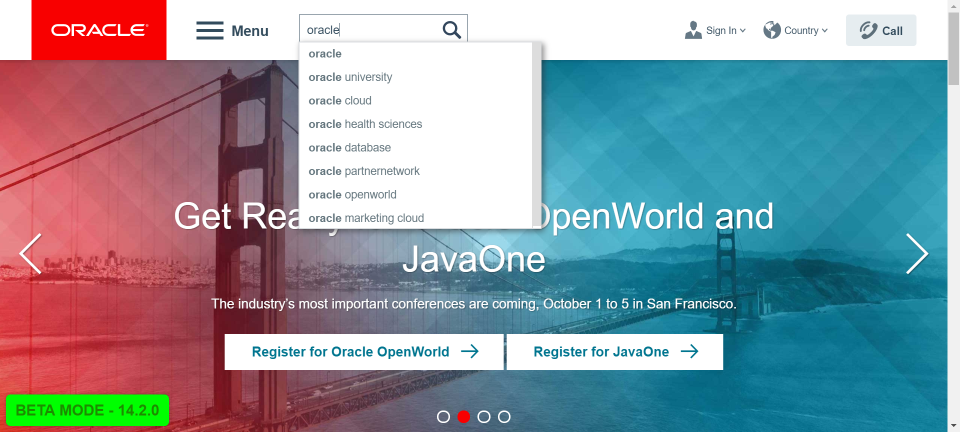 ORACLE
Menu
oracle
Sign In
Country
Call
oracle
oracle university
oracle cloud
oracle health sciences
oracle database
oracle partnernetwork
oracle openworld
oracle marketing cloud
Get Rea OpenWorld and
JavaOne
The industry's most important conferences are coming, October 1 to 5 in San Francisco.
Register for Oracle OpenWorld
Register for JavaOne
BETA MODE - 14.2.0